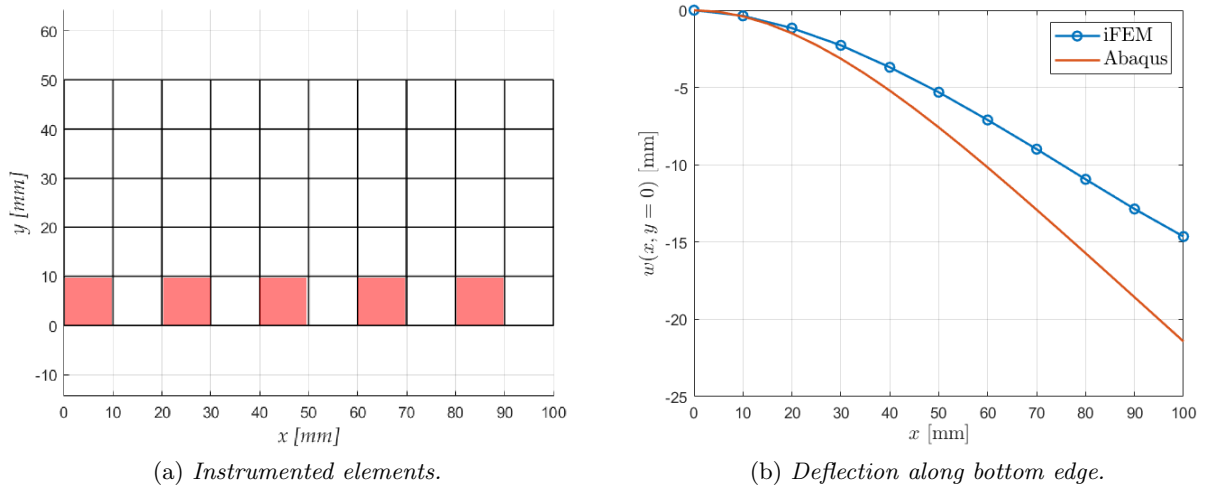 60
50
40
30
20
10
0
-10
y [mm]
0 10 20 30 40 50 60 70 80 90 100
x [mm]
(a) Instrumented elements.
0
-5
-10
-15
-20
-25
w(x, y = 0) [mm]
iFEM
Abaqus
0 10 20 30 40 50 60 70 80 90 100
x [mm]
(b) Deflection along bottom edge.